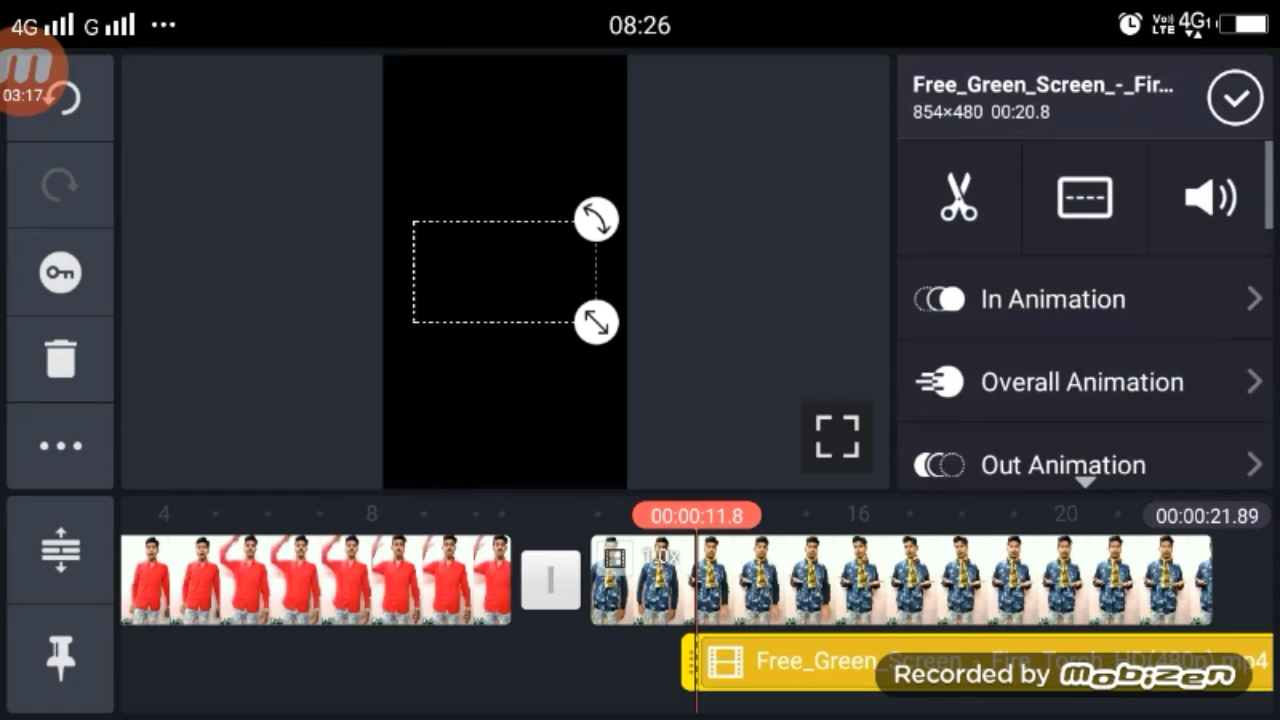 4G G ••• 08:26 VoLTE 4G
03:17
Free_Green_Screen_-_Fir...
854×480 00:20.8
In Animation
Overall Animation
Out Animation
4 8 00:00:11.8 16 20 00:00:21.89
1.0x
Free_Green_Screen_-_Fire_Torch_HD(480p).mp4
Recorded by mobizen